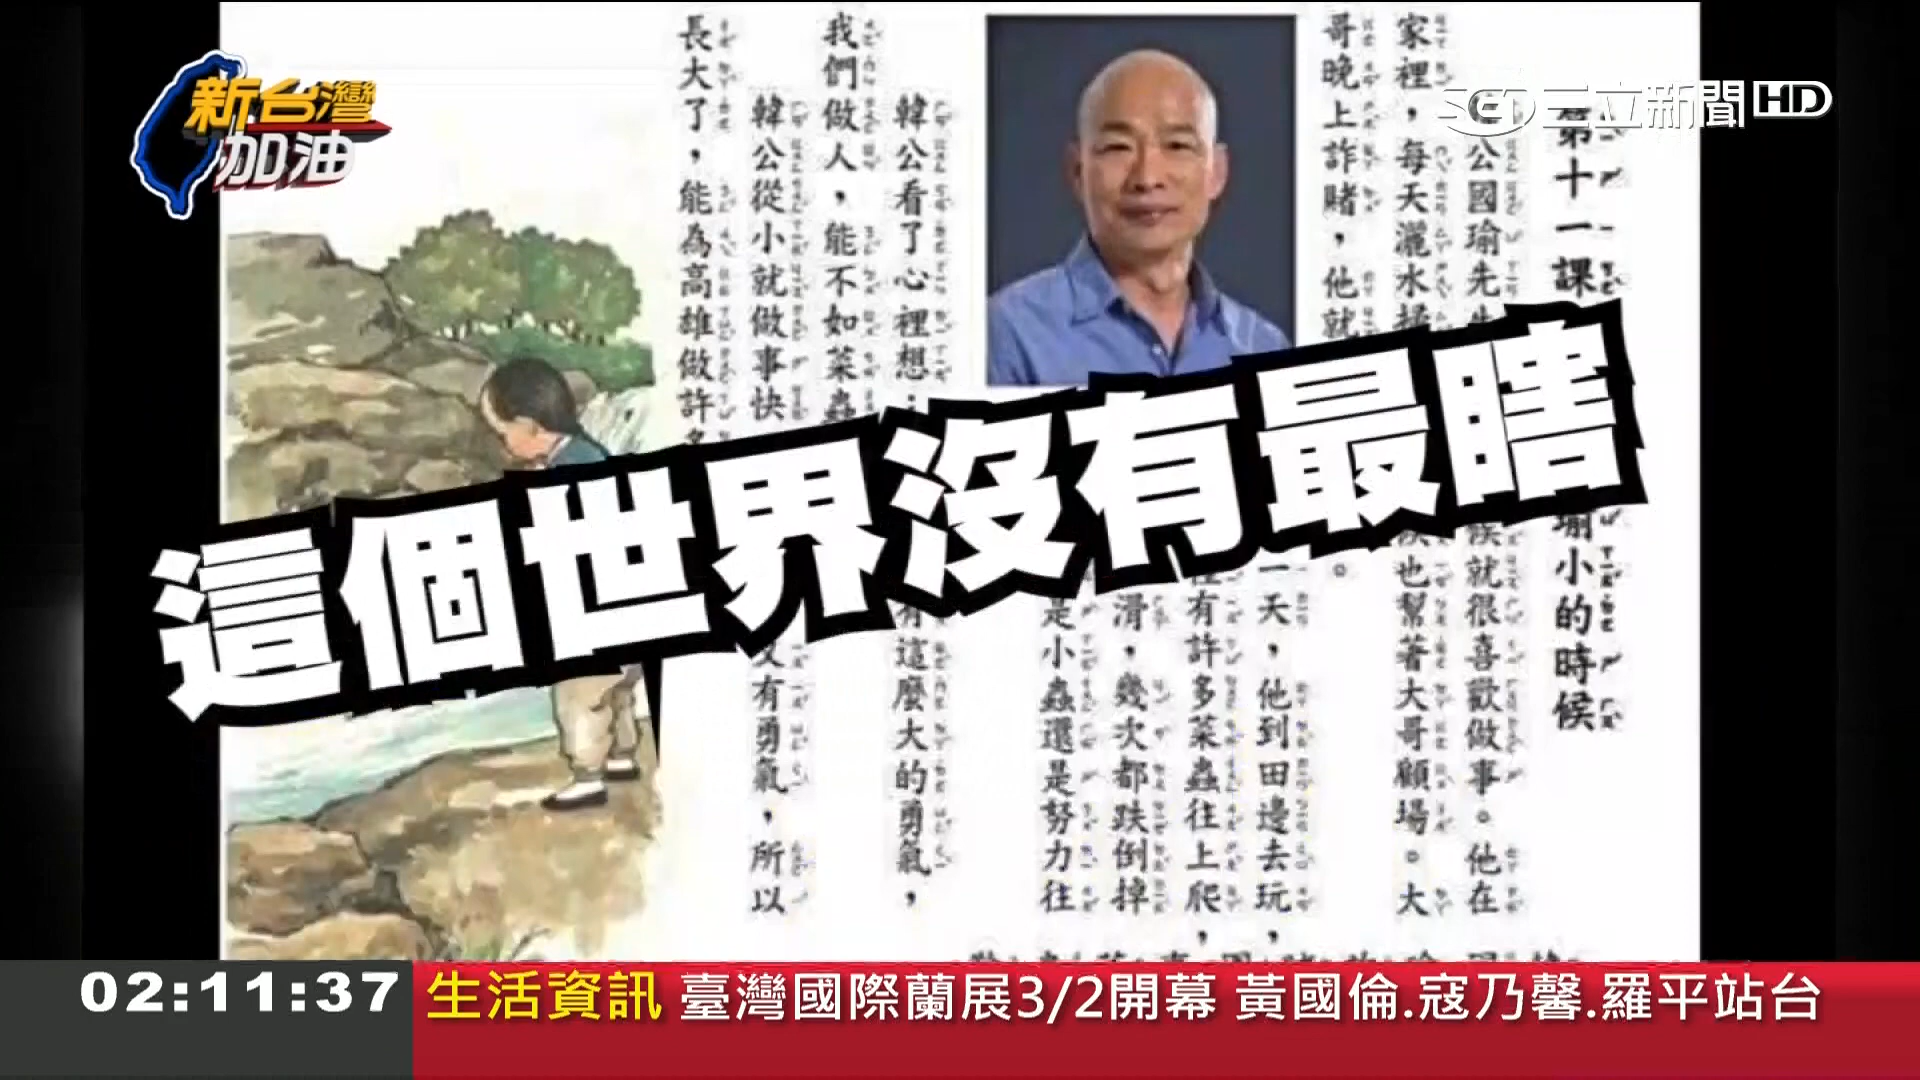 新台灣
加油
SET三立新聞HD
第十一課
瑜小的時候
公國瑜先生
候就很喜歡做事。他在
家裡，每天灑水掃
候也幫著大哥顧場。大
哥晚上詐賭，他就
。
一天，他到田邊去玩，
有許多菜蟲往上爬，
滑，幾次都跌倒掉
是小蟲還是努力往
韓公看了心裡想：
有這麼大的勇氣，
我們做人，能不如菜蟲
韓公從小就做事快
又有勇氣，所以
長大了，能為高雄做許多
這個世界沒有最瞎
02:11:37
生活資訊 臺灣國際蘭展3/2開幕 黃國倫.寇乃馨.羅平站台